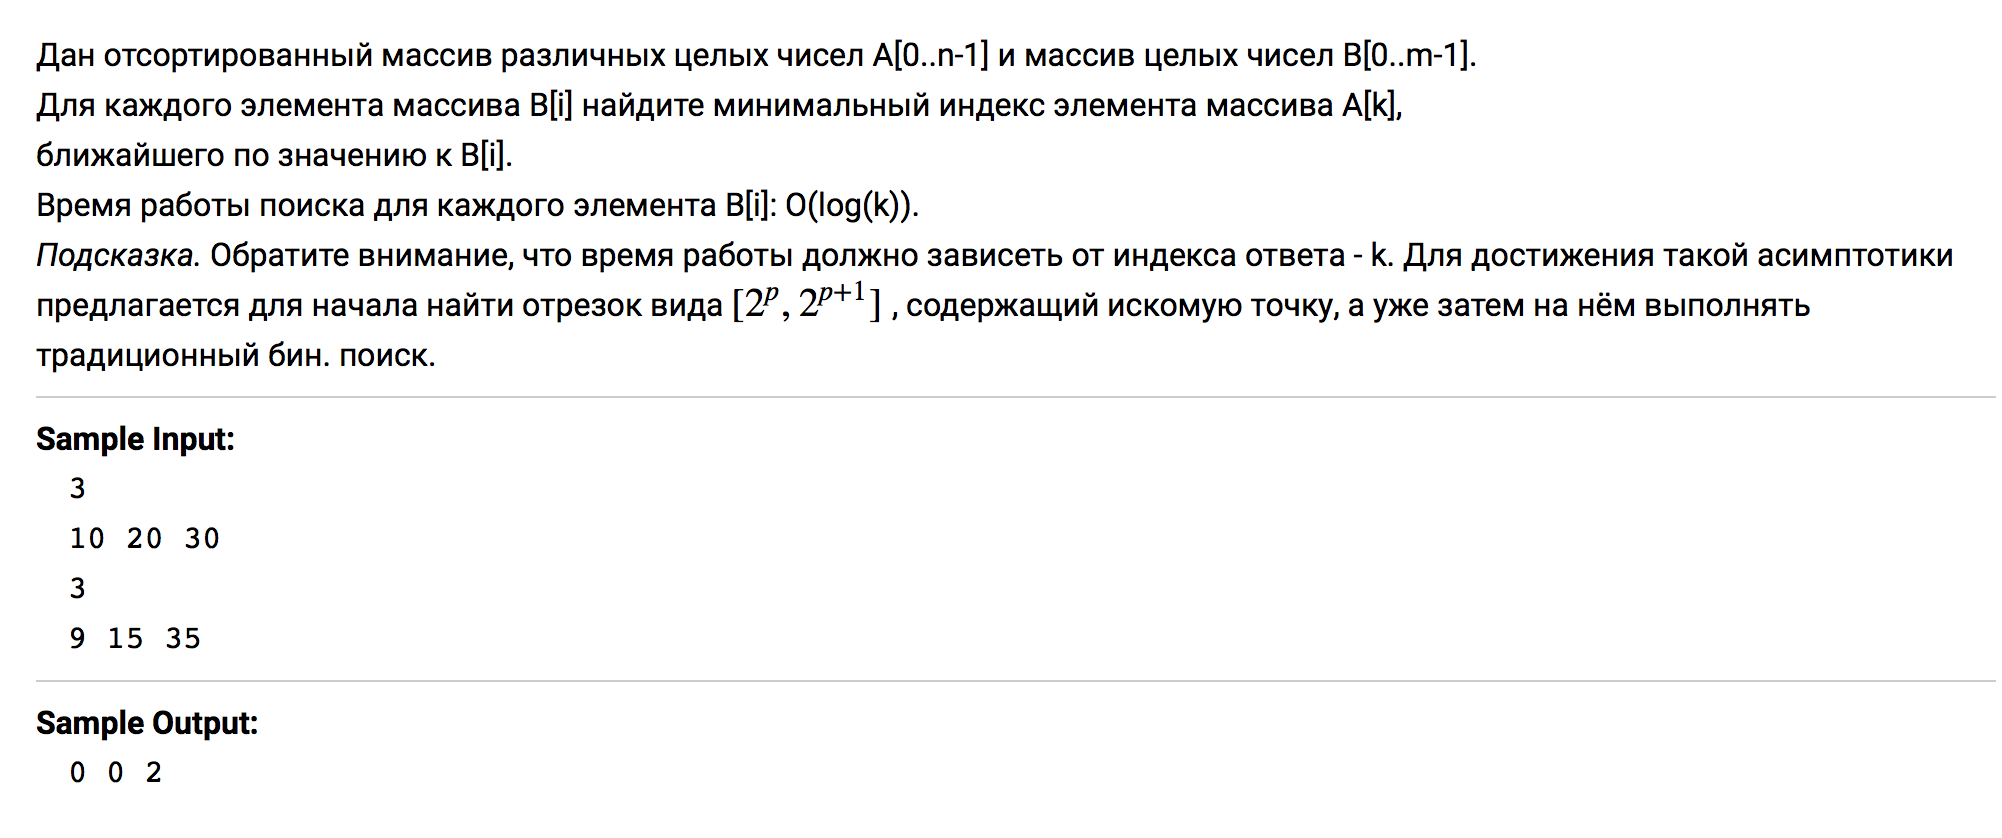 Дан отсортированный массив различных целых чисел A[0..n-1] и массив целых чисел B[0..m-1].
Для каждого элемента массива B[i] найдите минимальный индекс элемента массива A[k],
ближайшего по значению к B[i].
Время работы поиска для каждого элемента B[i]: O(log(k)).
Подсказка. Обратите внимание, что время работы должно зависеть от индекса ответа - k. Для достижения такой асимптотики
предлагается для начала найти отрезок вида [2^p, 2^{p+1}] , содержащий искомую точку, а уже затем на нём выполнять
традиционный бин. поиск.
Sample Input:
3
10 20 30
3
9 15 35
Sample Output:
0 0 2